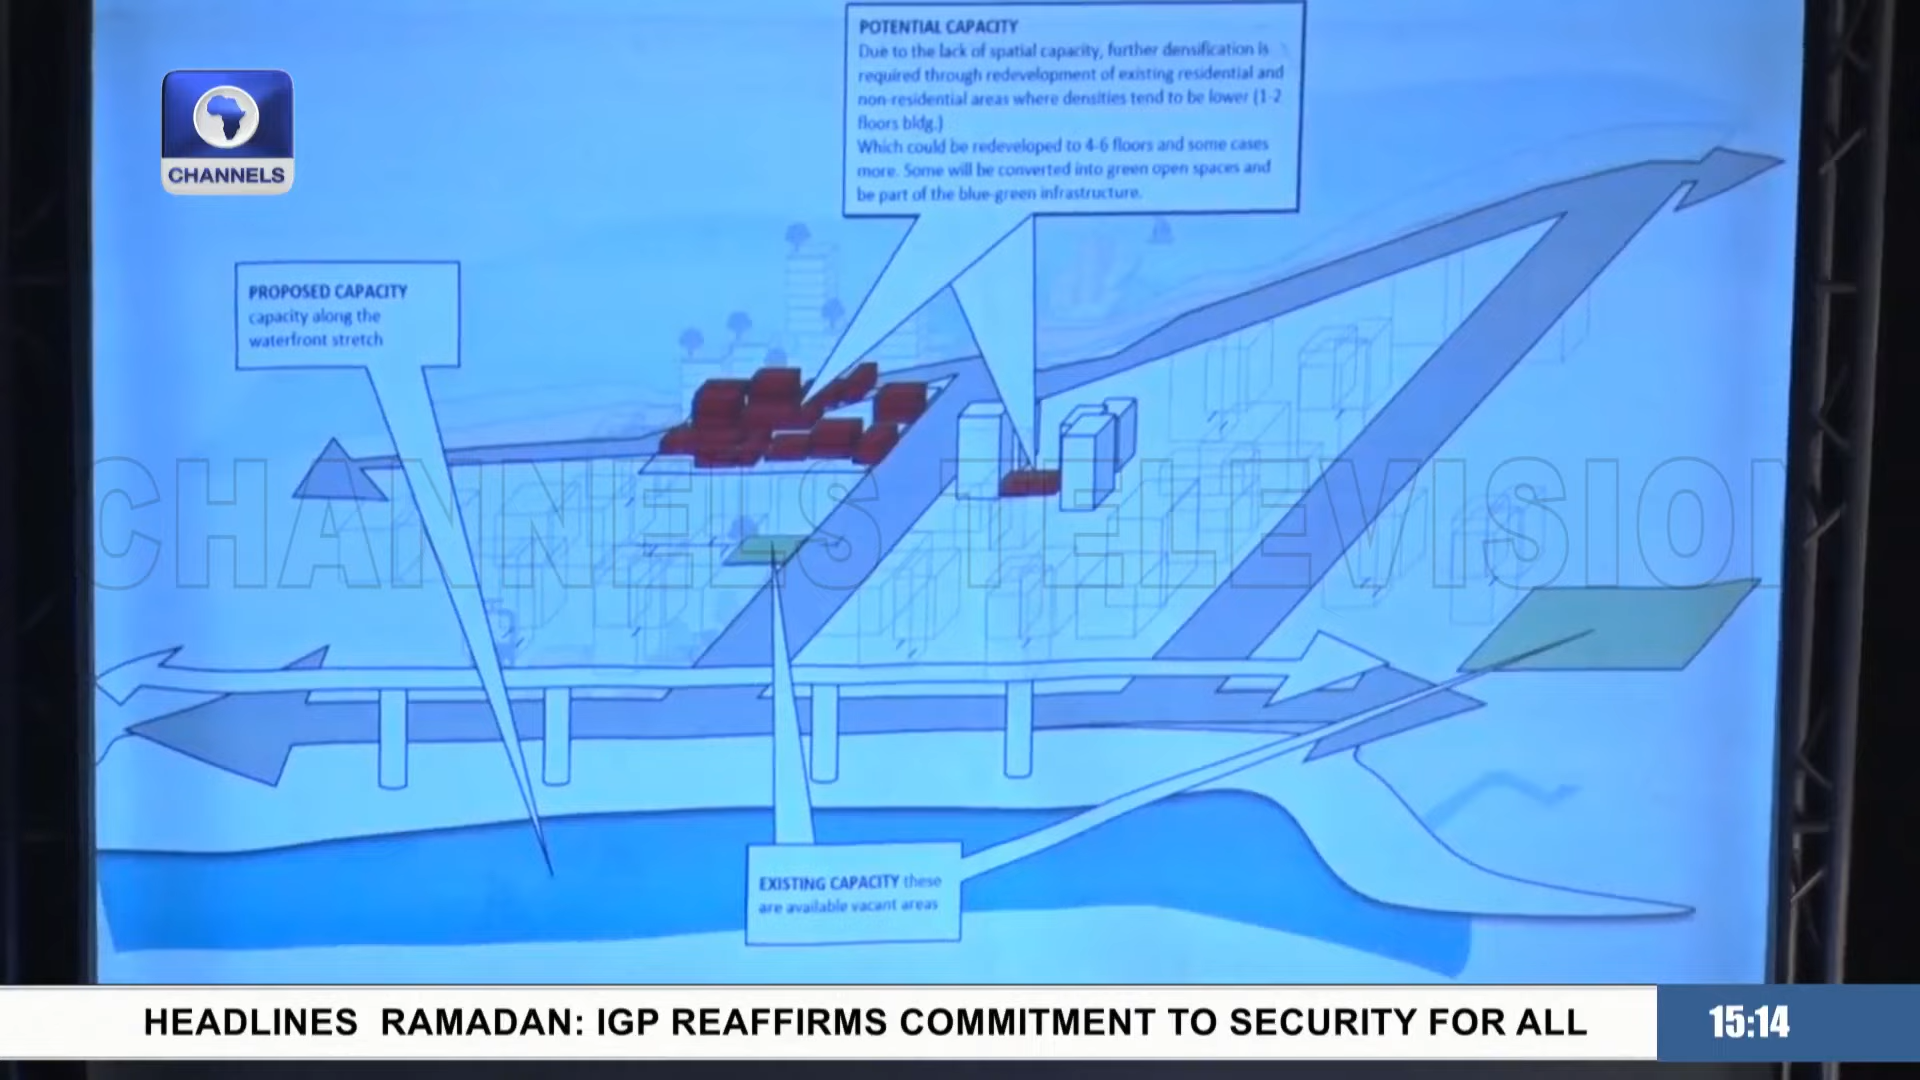 POTENTIAL CAPACITY
Due to the lack of spatial capacity, further densification is
required through redevelopment of existing residential and
non-residential areas where densities tend to be lower (1-2
floors bldg.)
Which could be redeveloped to 4-6 floors and some cases
more. Some will be converted into green open spaces and
be part of the blue-green infrastructure.
CHANNELS
PROPOSED CAPACITY
capacity along the
waterfront stretch
CHANNELS TELEVISION
EXISTING CAPACITY these
are available vacant areas
HEADLINES RAMADAN: IGP REAFFIRMS COMMITMENT TO SECURITY FOR ALL
15:14